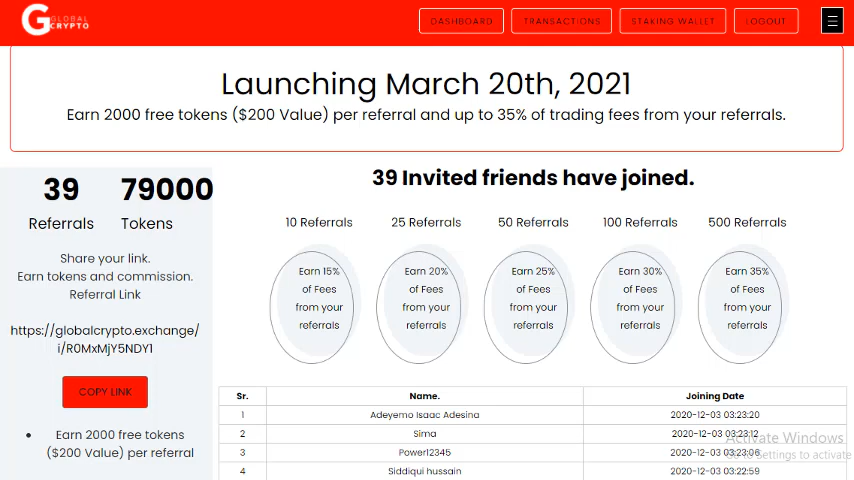 GLOBAL
CRYPTO
DASHBOARD
TRANSACTIONS
STAKING WALLET
LOGOUT
Launching March 20th, 2021
Earn 2000 free tokens ($200 Value) per referral and up to 35% of trading fees from your referrals.
39
Referrals
79000
Tokens
Share your link.
Earn tokens and commission.
Referral Link
https://globalcrypto.exchange/
i/R0MxMjY5NDY1
COPY LINK
• Earn 2000 free tokens
($200 Value) per referral
39 Invited friends have joined.
10 Referrals
Earn 15%
of Fees
from your
referrals
25 Referrals
Earn 20%
of Fees
from your
referrals
50 Referrals
Earn 25%
of Fees
from your
referrals
100 Referrals
Earn 30%
of Fees
from your
referrals
500 Referrals
Earn 35%
of Fees
from your
referrals
Sr. Name. Joining Date
1 Adeyemo Isaac Adesina 2020-12-03 03:23:20
2 Sima 2020-12-03 03:23:12
3 Power12345 2020-12-03 03:23:06
4 Siddiqui hussain 2020-12-03 03:22:59
Activate Windows
Go to Settings to activate